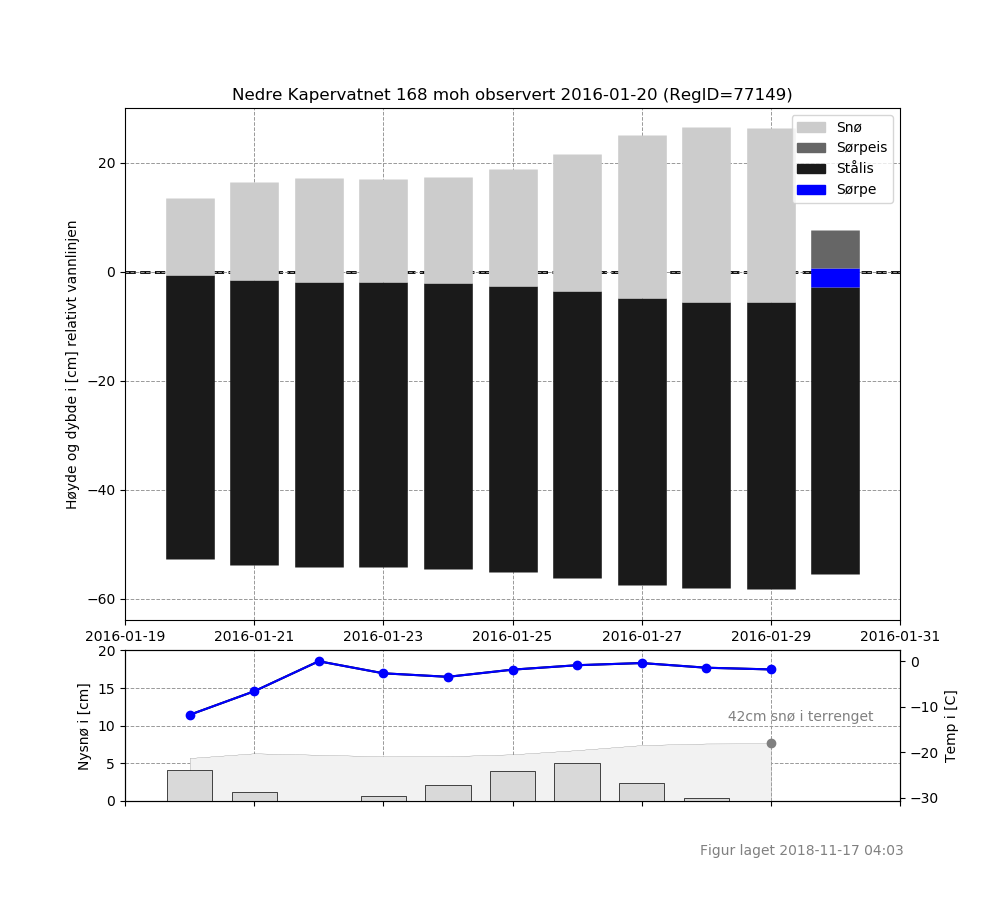 Nedre Kapervatnet 168 moh observert 2016-01-20 (RegID=77149)
Snø
Sørpeis
Stålis
Sørpe
Høyde og dybde i [cm] relativt vannlinjen
20
0
−20
−40
−60
2016-01-19 2016-01-21 2016-01-23 2016-01-25 2016-01-27 2016-01-29 2016-01-31
Nysnø i [cm]
20
15
10
5
0
42cm snø i terrenget
0
−10
−20
−30
Temp i [C]
Figur laget 2018-11-17 04:03